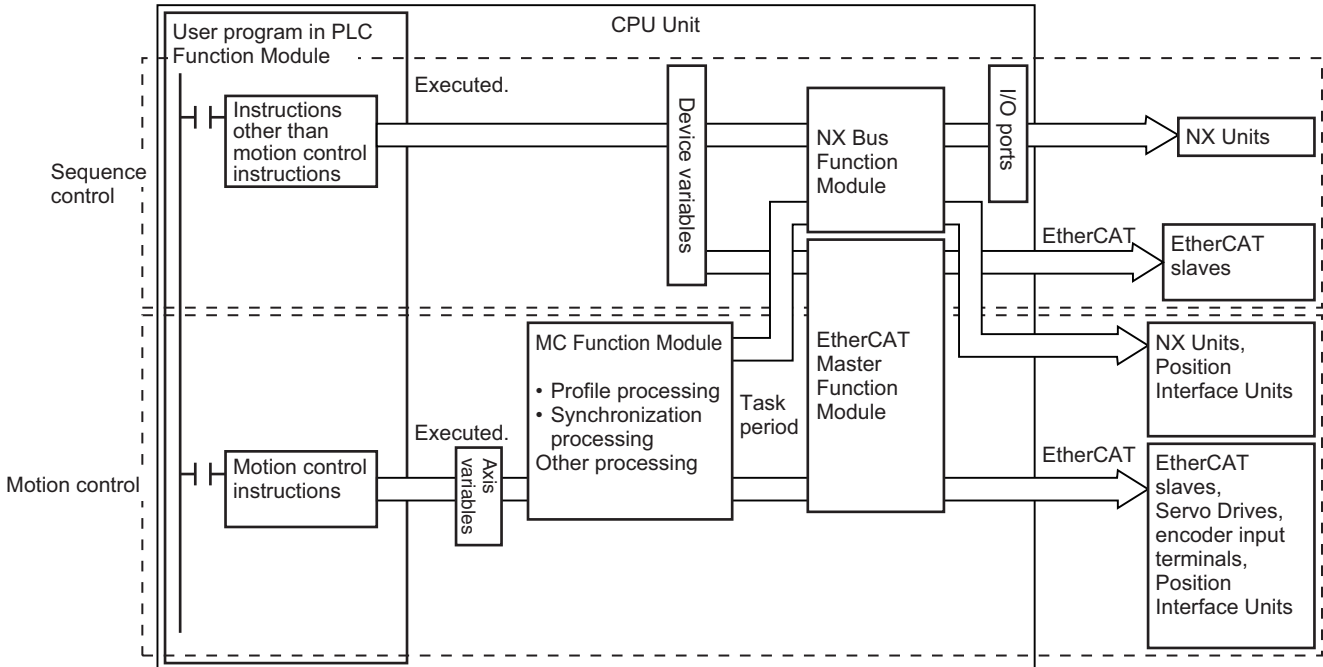 CPU Unit
User program in PLC
Function Module
Executed.
Instructions
other than
motion control
instructions
Device variables
NX Bus
Function
Module
I/O ports
NX Units
Sequence
control
EtherCAT
EtherCAT
slaves
MC Function Module
• Profile processing
• Synchronization
processing
Other processing
Task
period
EtherCAT
Master
Function
Module
NX Units,
Position
Interface Units
Executed.
Motion control
Motion control
instructions
Axis
variables
EtherCAT
EtherCAT
slaves,
Servo Drives,
encoder input
terminals,
Position
Interface Units